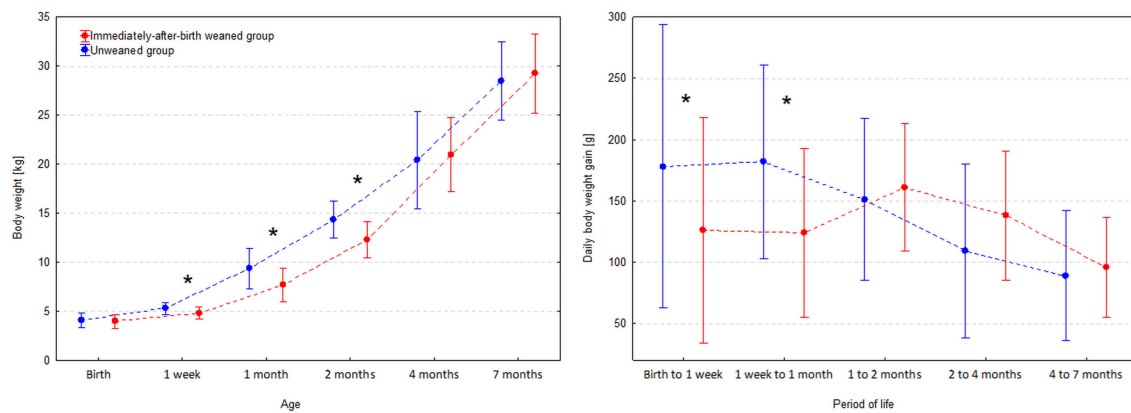 35
30
25
20
15
10
5
0
Body weight [kg]
Immediately-after-birth weaned group
Unweaned group
*
*
*
Birth 1 week 1 month 2 months 4 months 7 months
Age
300
250
200
150
100
50
Daily body weight gain [g]
* *
Birth to 1 week 1 week to 1 month 1 to 2 months 2 to 4 months 4 to 7 months
Period of life